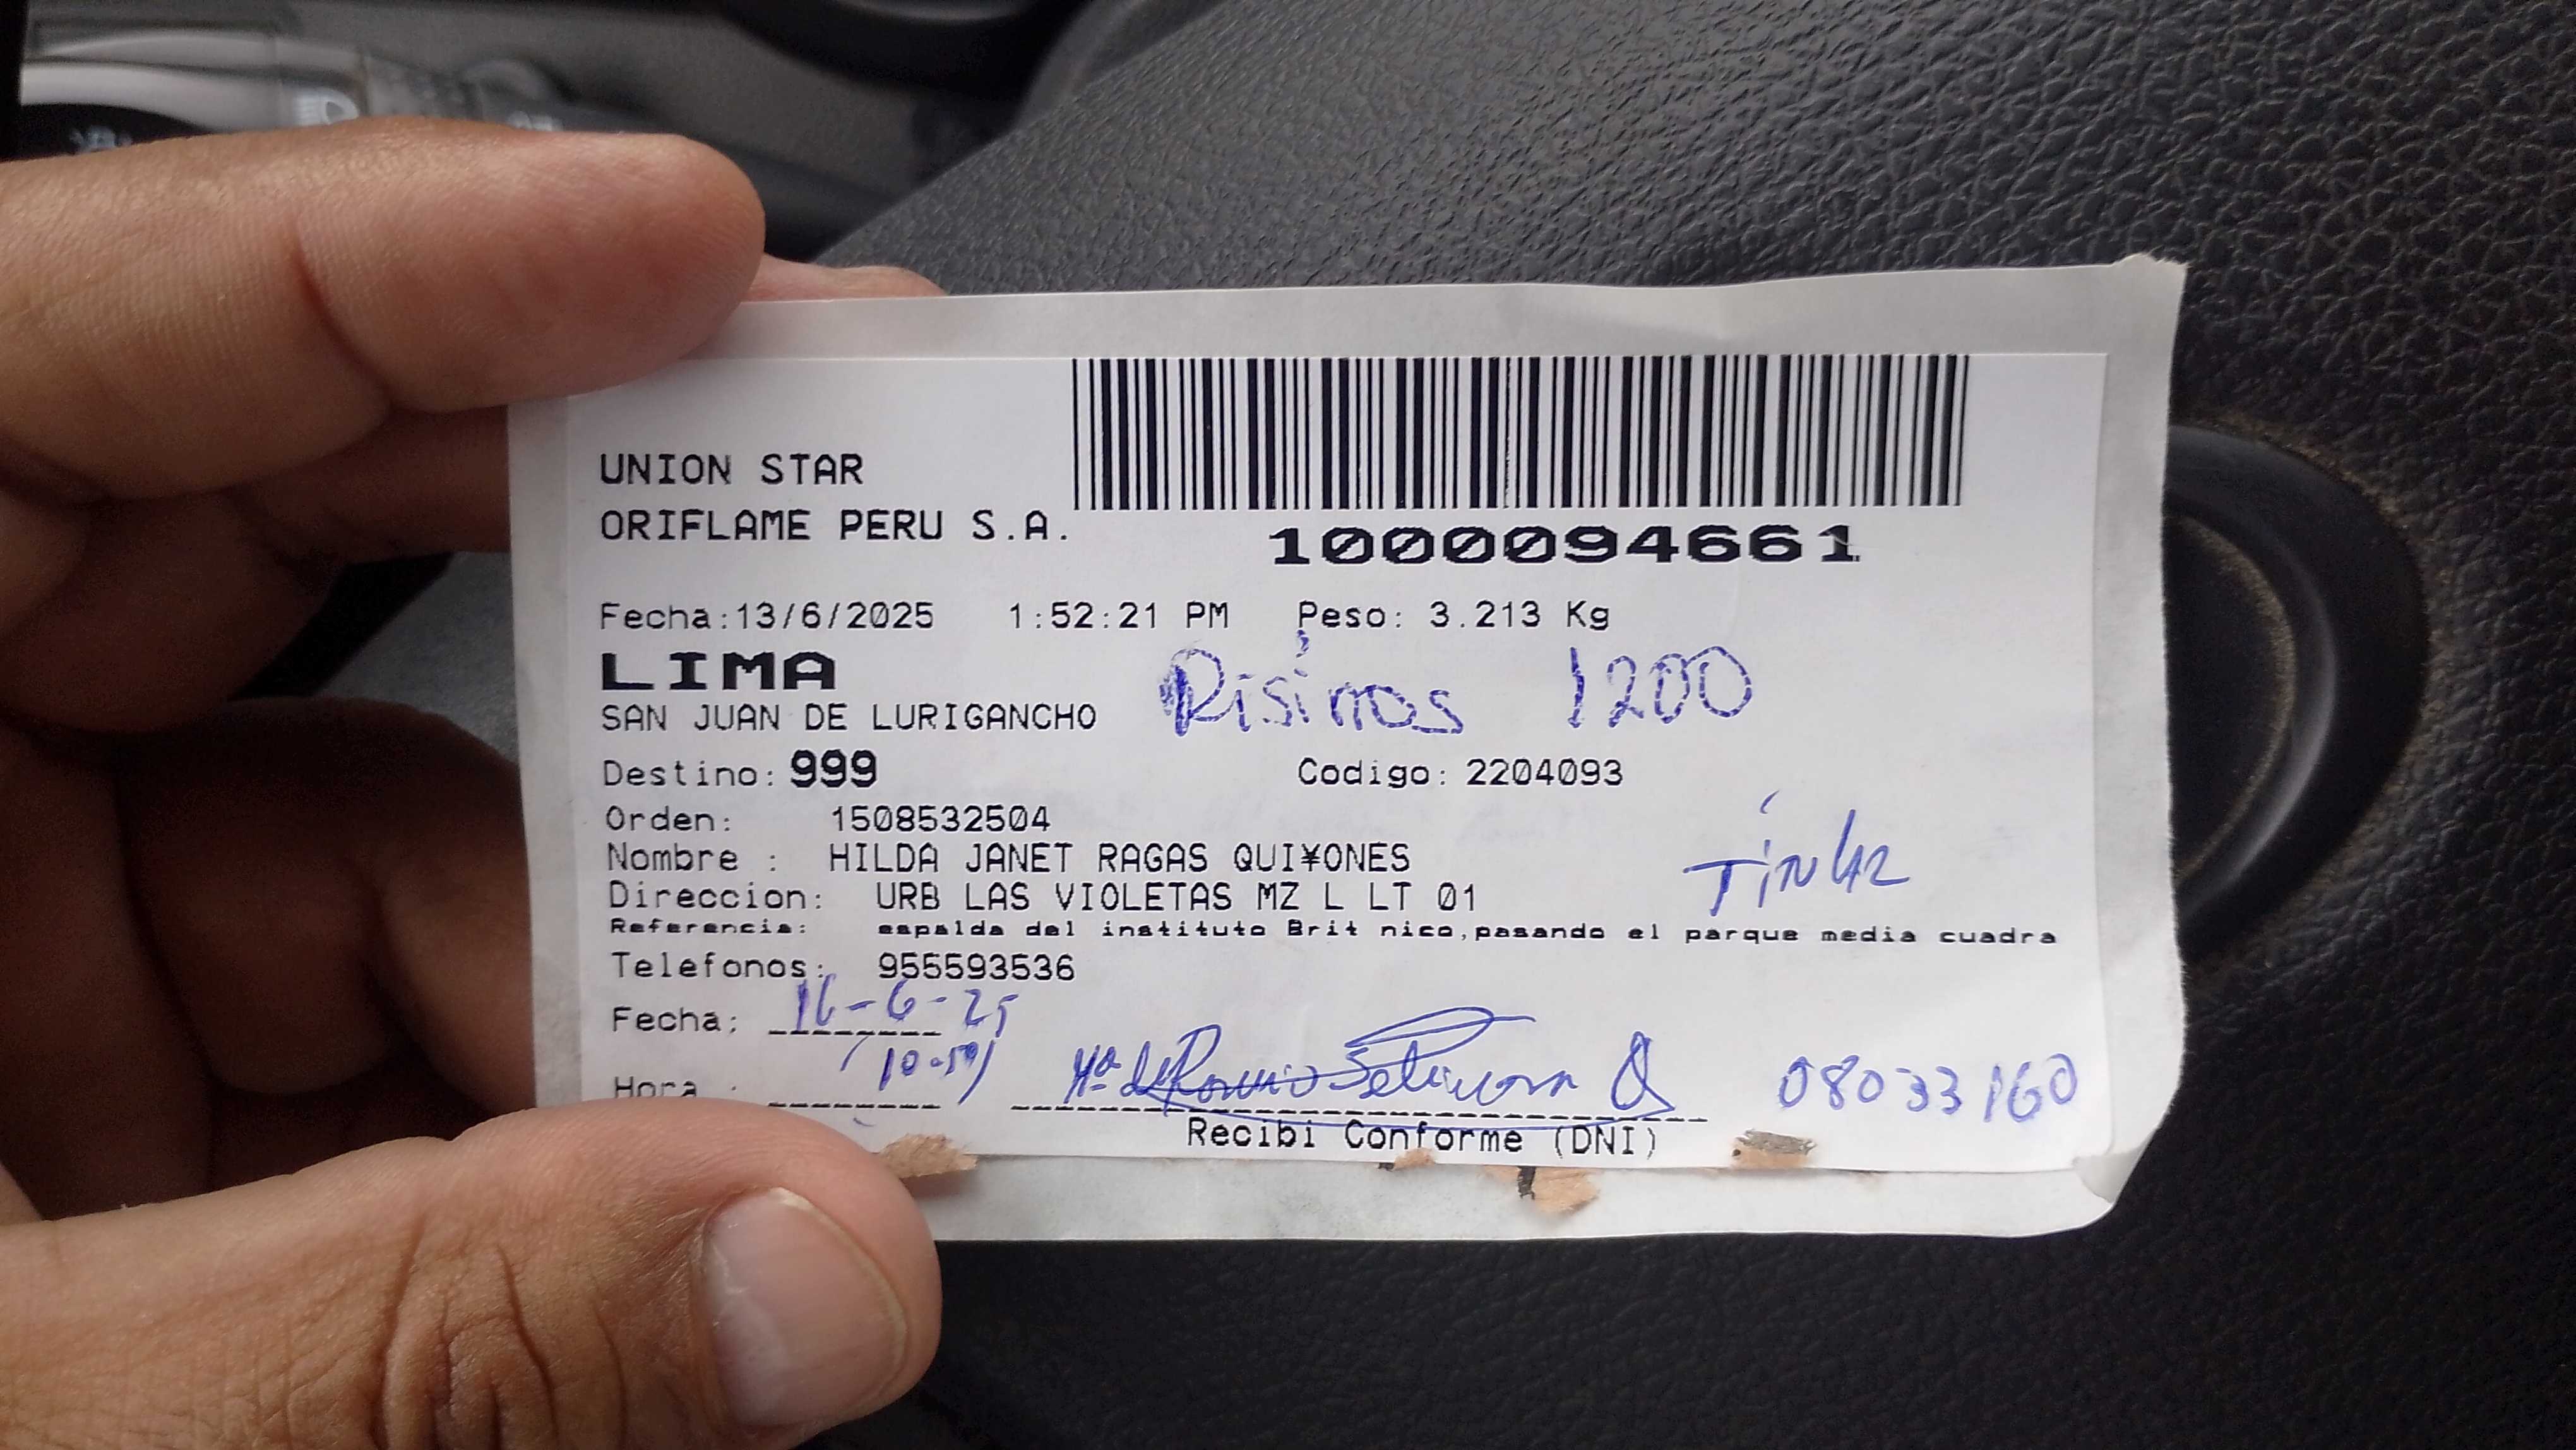 UNION STAR
ORIFLAME PERU S.A.
1000094661
Fecha:13/6/2025 1:52:21 PM Peso: 3.213 Kg
LIMA
SAN JUAN DE LURIGANCHO
1200
Destino: 999 Codigo: 2204093
Orden: 1508532504
Nombre : HILDA JANET RAGAS QUI¥ONES
Direccion: URB LAS VIOLETAS MZ L LT 01
Referencia: espalda del instituto Brit nico,pasando el parque media cuadra
Telefonos: 955593536
Fecha: 16-6-25
Hora :
08033160
Recibi Conforme (DNI)